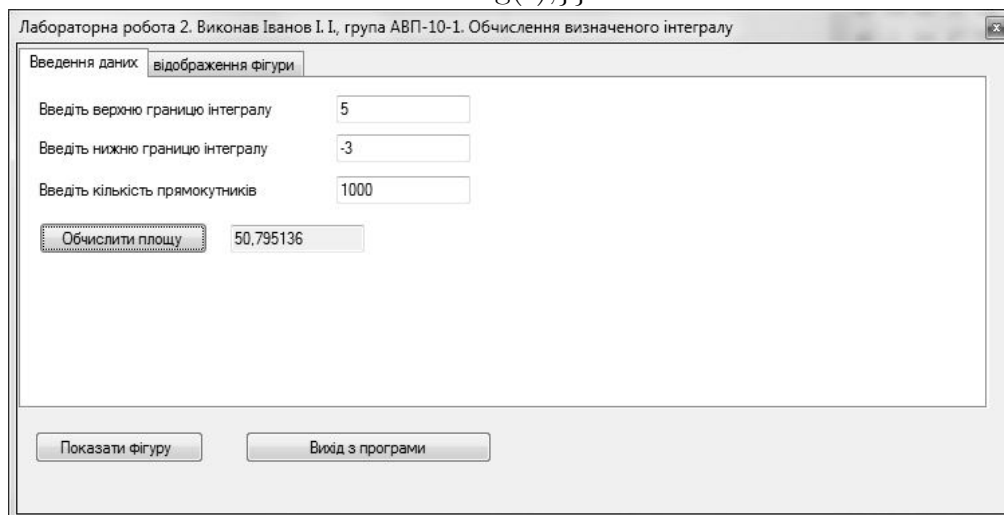 Лабораторна робота 2. Виконав Іванов І. І., група АВП-10-1. Обчислення визначеного інтегралу
Введення даних відображення фігури
Введіть верхню границю інтегралу 5
Введіть нижню границю інтегралу -3
Введіть кількість прямокутників 1000
Обчислити площу 50,795136
Показати фігуру Вихід з програми